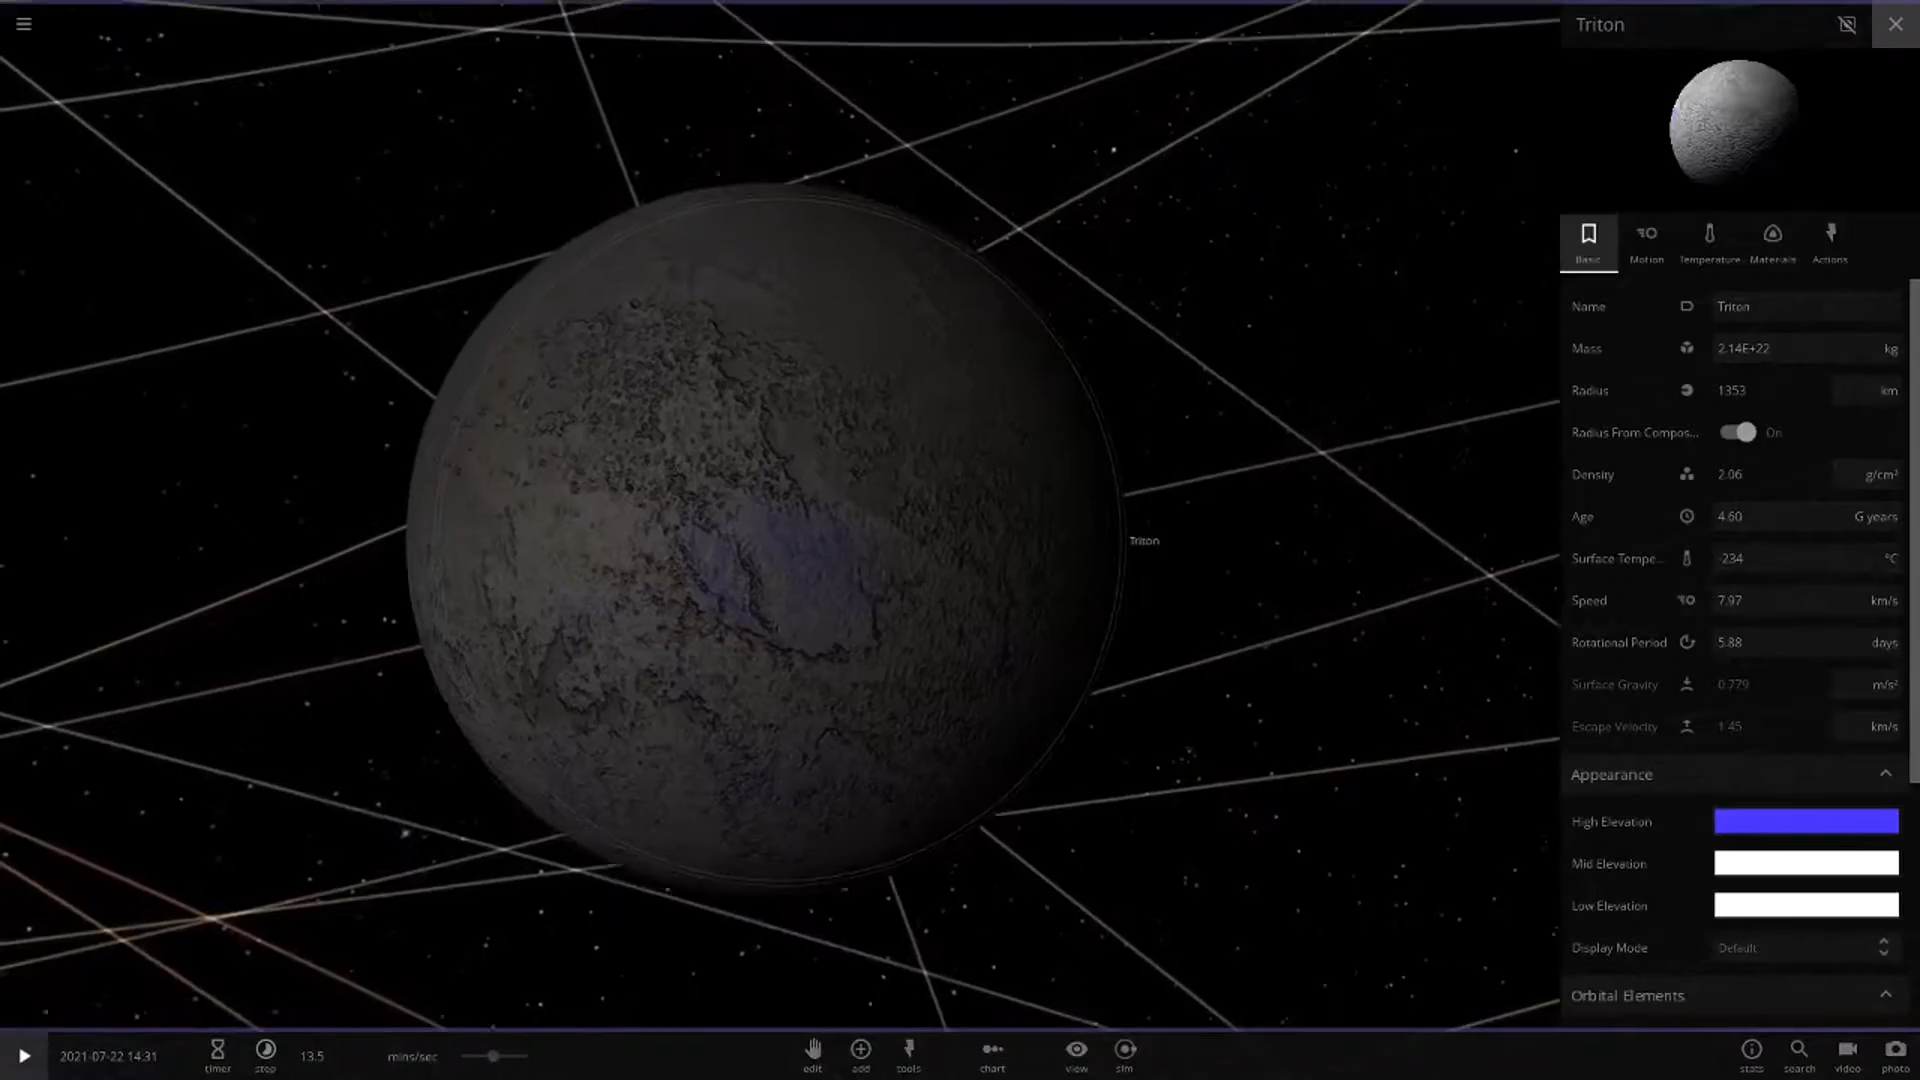 Triton
Basic
Motion
Temperature
Materials
Actions
Name Triton
Mass 2.14E+22 kg
Radius 1353 km
Radius From Compos... On
Density 2.06 g/cm³
Age 4.60 G years
Surface Tempe... -234 °C
Speed 7.97 km/s
Rotational Period 5.88 days
Surface Gravity 0.779 m/s²
Escape Velocity 1.45 km/s
Triton
Appearance
High Elevation
Mid Elevation
Low Elevation
Display Mode Default
Orbital Elements
2021-07-22 14:31
timer
step
13.5 mins/sec
edit
add
tools
chart
view
sim
stats
search
video
photo